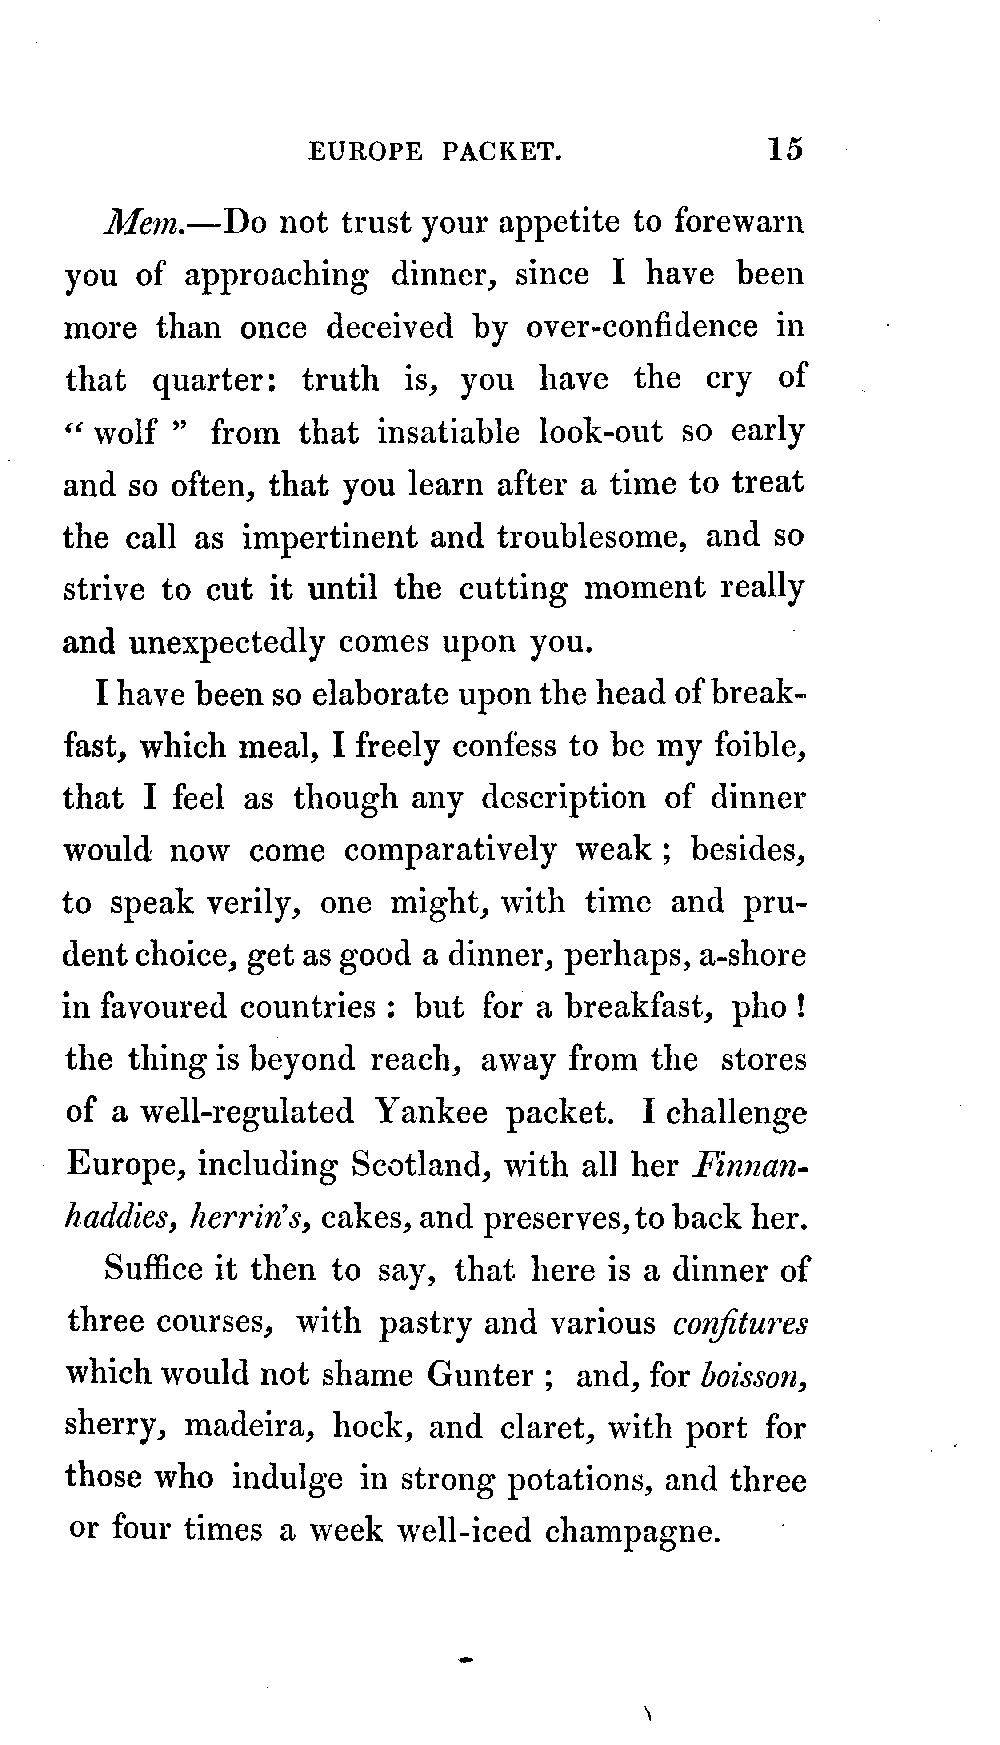 EUROPE PACKET. 15
Mem.—Do not trust your appetite to forewarn
you of approaching dinner, since I have been
more than once deceived by over-confidence in
that quarter: truth is, you have the cry of
“ wolf ” from that insatiable look-out so early
and so often, that you learn after a time to treat
the call as impertinent and troublesome, and so
strive to cut it until the cutting moment really
and unexpectedly comes upon you.
I have been so elaborate upon the head of break-
fast, which meal, I freely confess to be my foible,
that I feel as though any description of dinner
would now come comparatively weak ; besides,
to speak verily, one might, with time and pru-
dent choice, get as good a dinner, perhaps, a-shore
in favoured countries : but for a breakfast, pho !
the thing is beyond reach, away from the stores
of a well-regulated Yankee packet. I challenge
Europe, including Scotland, with all her Finnan-
haddies, herrin’s, cakes, and preserves, to back her.
Suffice it then to say, that here is a dinner of
three courses, with pastry and various confitures
which would not shame Gunter ; and, for boisson,
sherry, madeira, hock, and claret, with port for
those who indulge in strong potations, and three
or four times a week well-iced champagne.